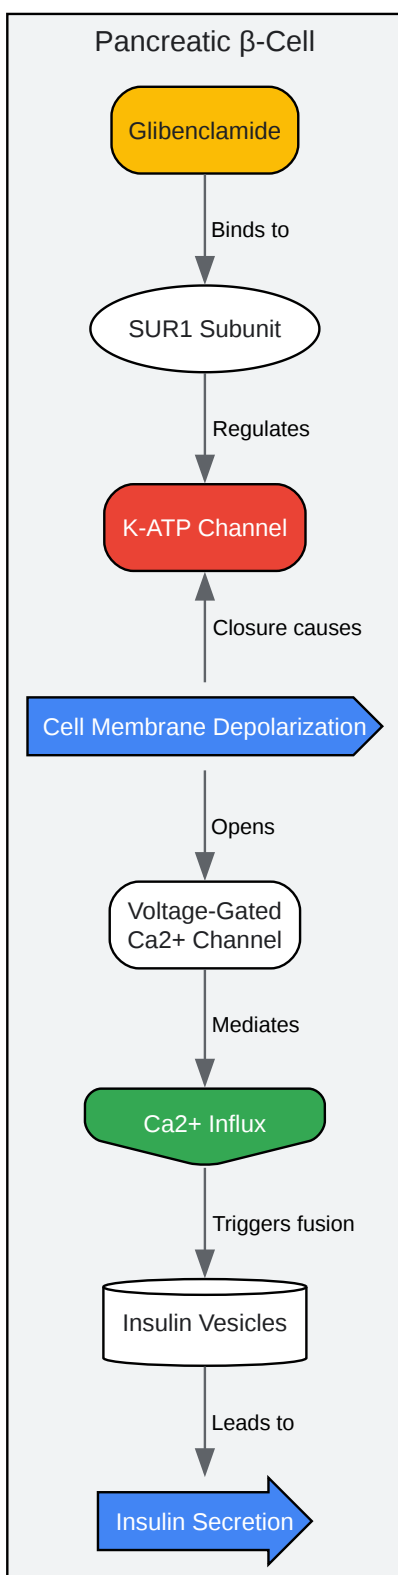 Pancreatic β-Cell
Glibenclamide
Binds to
SUR1 Subunit
Regulates
K-ATP Channel
Closure causes
Cell Membrane Depolarization
Opens
Voltage-Gated
Ca2+ Channel
Mediates
Ca2+ Influx
Triggers fusion
Insulin Vesicles
Leads to
Insulin Secretion